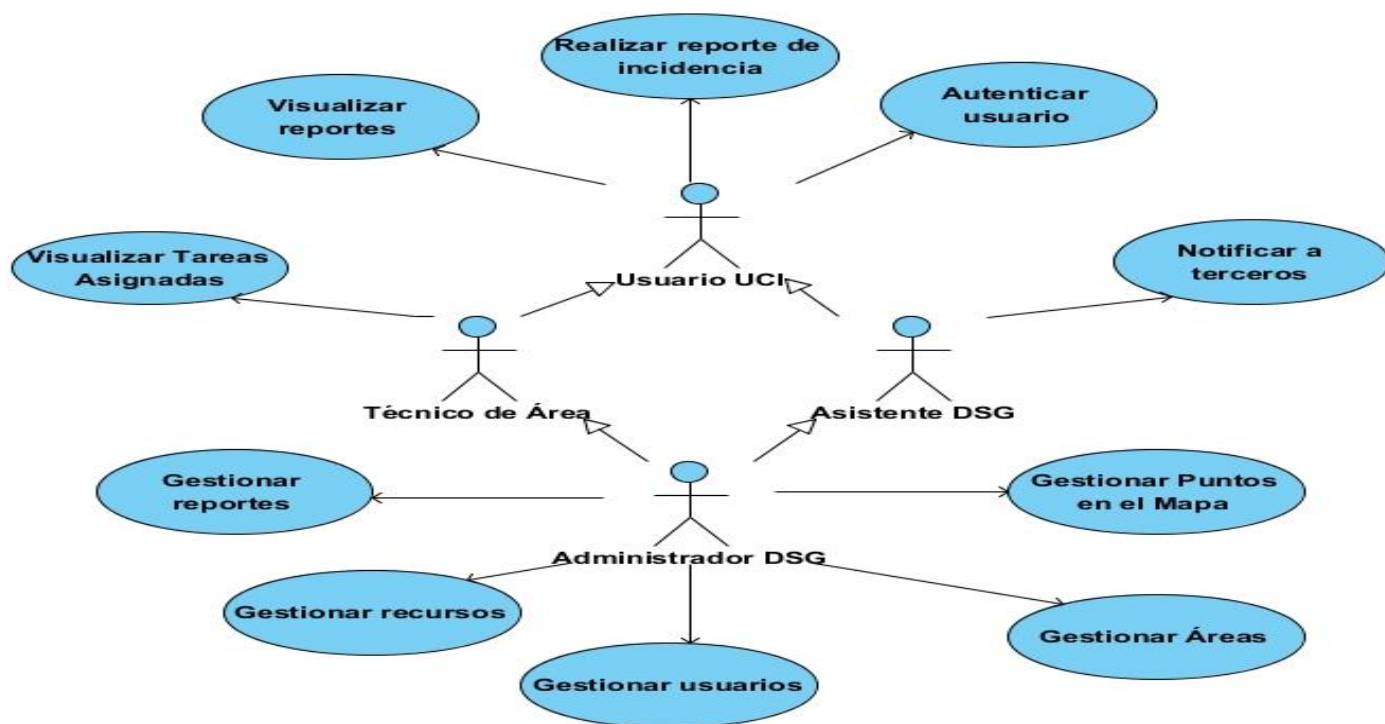 Realizar reporte de
incidencia
Visualizar
reportes
Autenticar
usuario
Visualizar Tareas
Asignadas
Usuario UCI
Notificar a
terceros
Técnico de Área
Asistente DSG
Gestionar
reportes
Gestionar Puntos
en el Mapa
Administrador DSG
Gestionar recursos
Gestionar Áreas
Gestionar usuarios